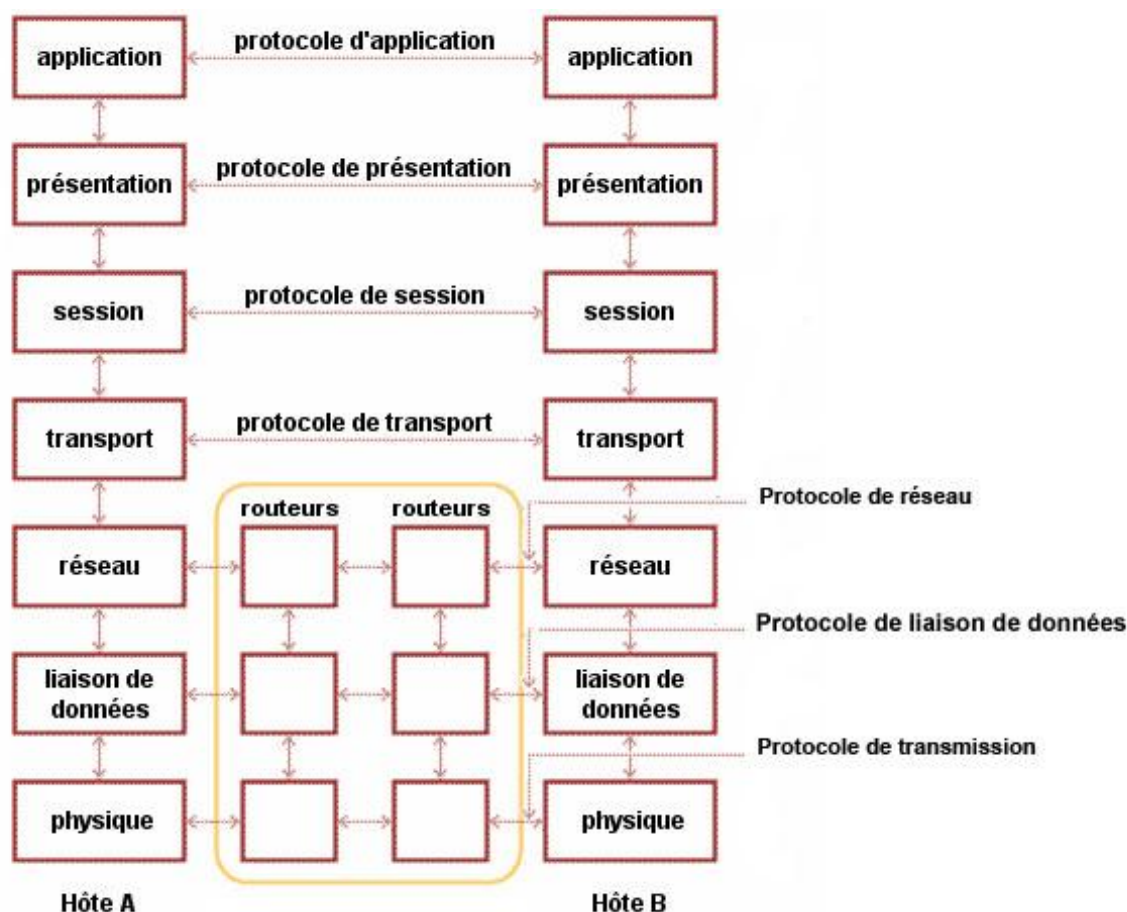 application
protocole d'application
application
présentation
protocole de présentation
présentation
session
protocole de session
session
transport
protocole de transport
transport
Protocole de réseau
routeurs
routeurs
réseau
réseau
Protocole de liaison de données
liaison de
données
liaison de
données
Protocole de transmission
physique
physique
Hôte A
Hôte B